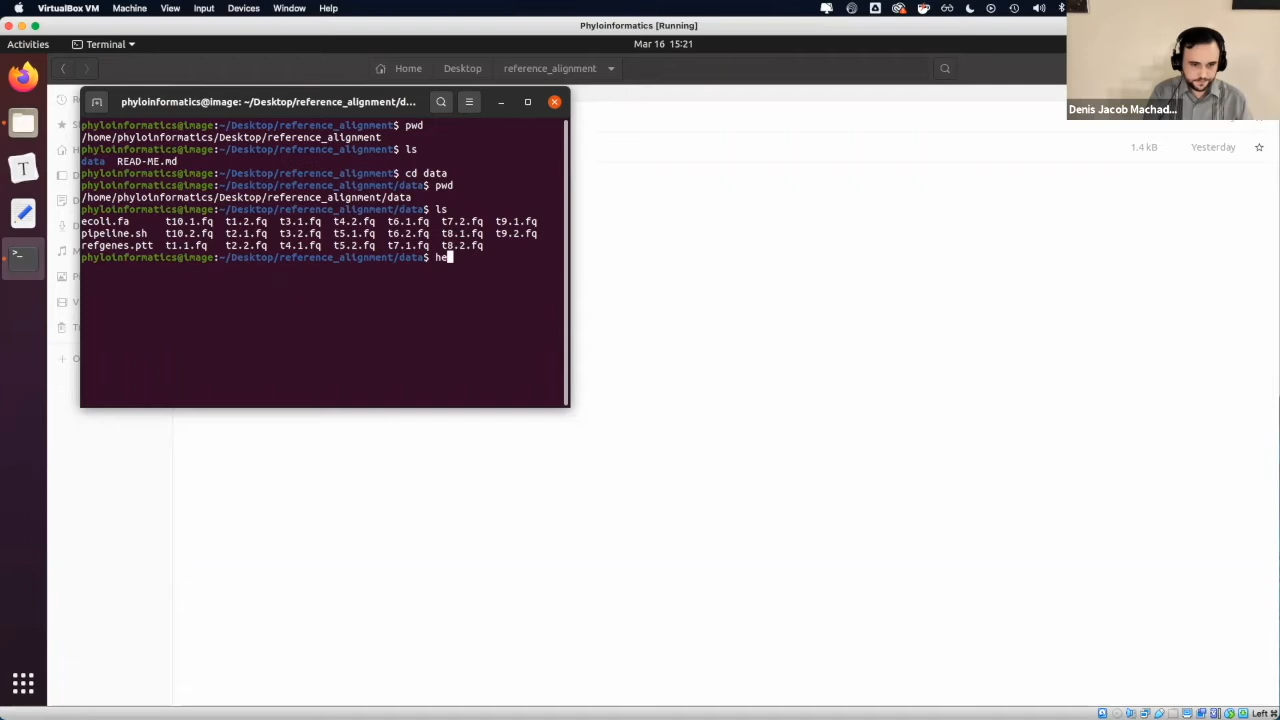 VirtualBox VM Machine View Input Devices Window Help
Phyloinformatics [Running]
Activities Terminal Mar 16 15:21
Home Desktop reference_alignment
phyloinformatics@image: ~/Desktop/reference_alignment/d...
Denis Jacob Machad...
phyloinformatics@image:~/Desktop/reference_alignment$ pwd
/home/phyloinformatics/Desktop/reference_alignment
phyloinformatics@image:~/Desktop/reference_alignment$ ls
1.4 kB Yesterday
data READ-ME.md
phyloinformatics@image:~/Desktop/reference_alignment$ cd data
phyloinformatics@image:~/Desktop/reference_alignment/data$ pwd
/home/phyloinformatics/Desktop/reference_alignment/data
phyloinformatics@image:~/Desktop/reference_alignment/data$ ls
ecoli.fa t10.1.fq t1.2.fq t3.1.fq t4.2.fq t6.1.fq t7.2.fq t9.1.fq
pipeline.sh t10.2.fq t2.1.fq t3.2.fq t5.1.fq t6.2.fq t8.1.fq t9.2.fq
refgenes.ptt t1.1.fq t2.2.fq t4.1.fq t5.2.fq t7.1.fq t8.2.fq
phyloinformatics@image:~/Desktop/reference_alignment/data$ he
Left ⌘